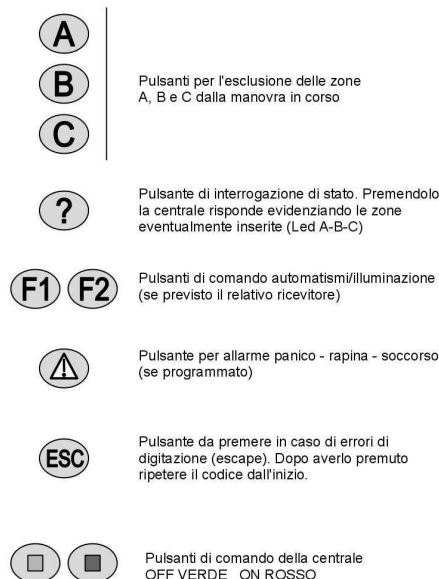 A
B
C
Pulsanti per l'esclusione delle zone
A, B e C dalla manovra in corso
?
Pulsante di interrogazione di stato. Premendolo
la centrale risponde evidenziando le zone
eventualmente inserite (Led A-B-C)
F1 F2
Pulsanti di comando automatismi/illuminazione
(se previsto il relativo ricevitore)
Pulsante per allarme panico - rapina - soccorso
(se programmato)
ESC
Pulsante da premere in caso di errori di
digitazione (escape). Dopo averlo premuto
ripetere il codice dall'inizio.
Pulsanti di comando della centrale
OFF VERDE ON ROSSO